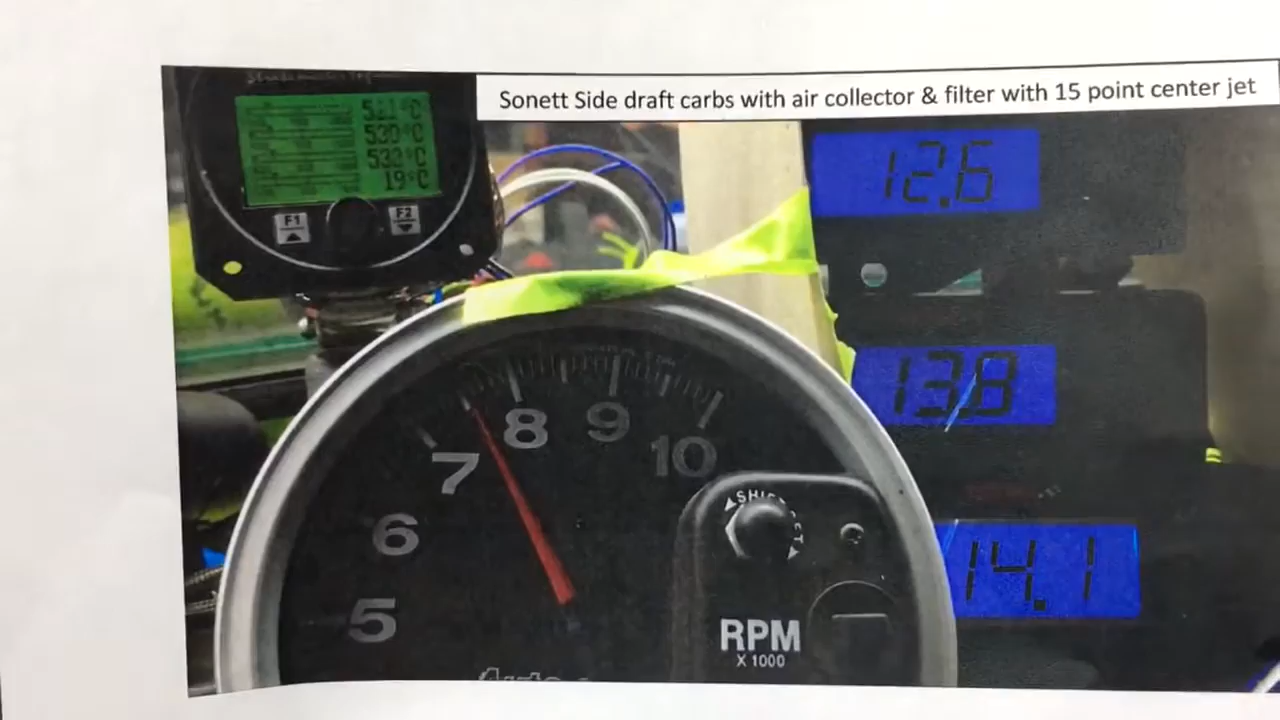 Sonett Side draft carbs with air collector & filter with 15 point center jet
530°C
532°C
19°C
F1
F2
12.6
13.8
14.1
5
6
7
8
9
10
RPM
X 1000